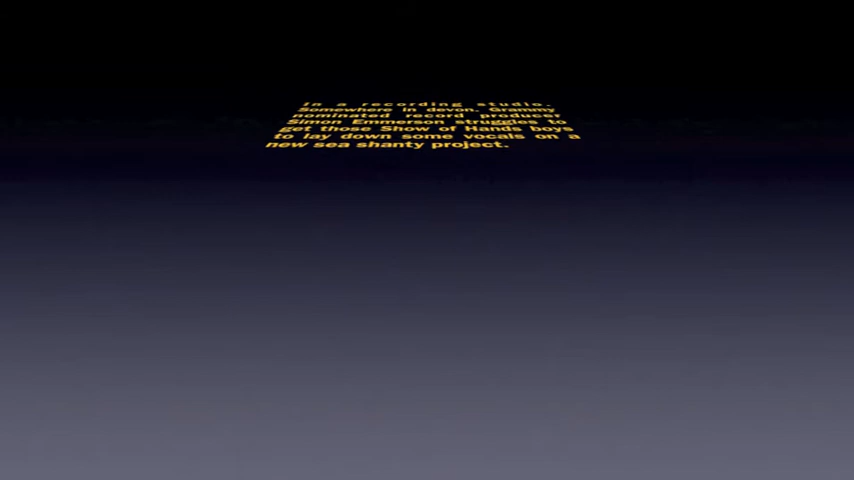 In a recording studio.
Somewhere in devon. Grammy
nominated record producer
Simon Emmerson struggles to
get those Show of Hands boys
to lay down some vocals on a
new sea shanty project.